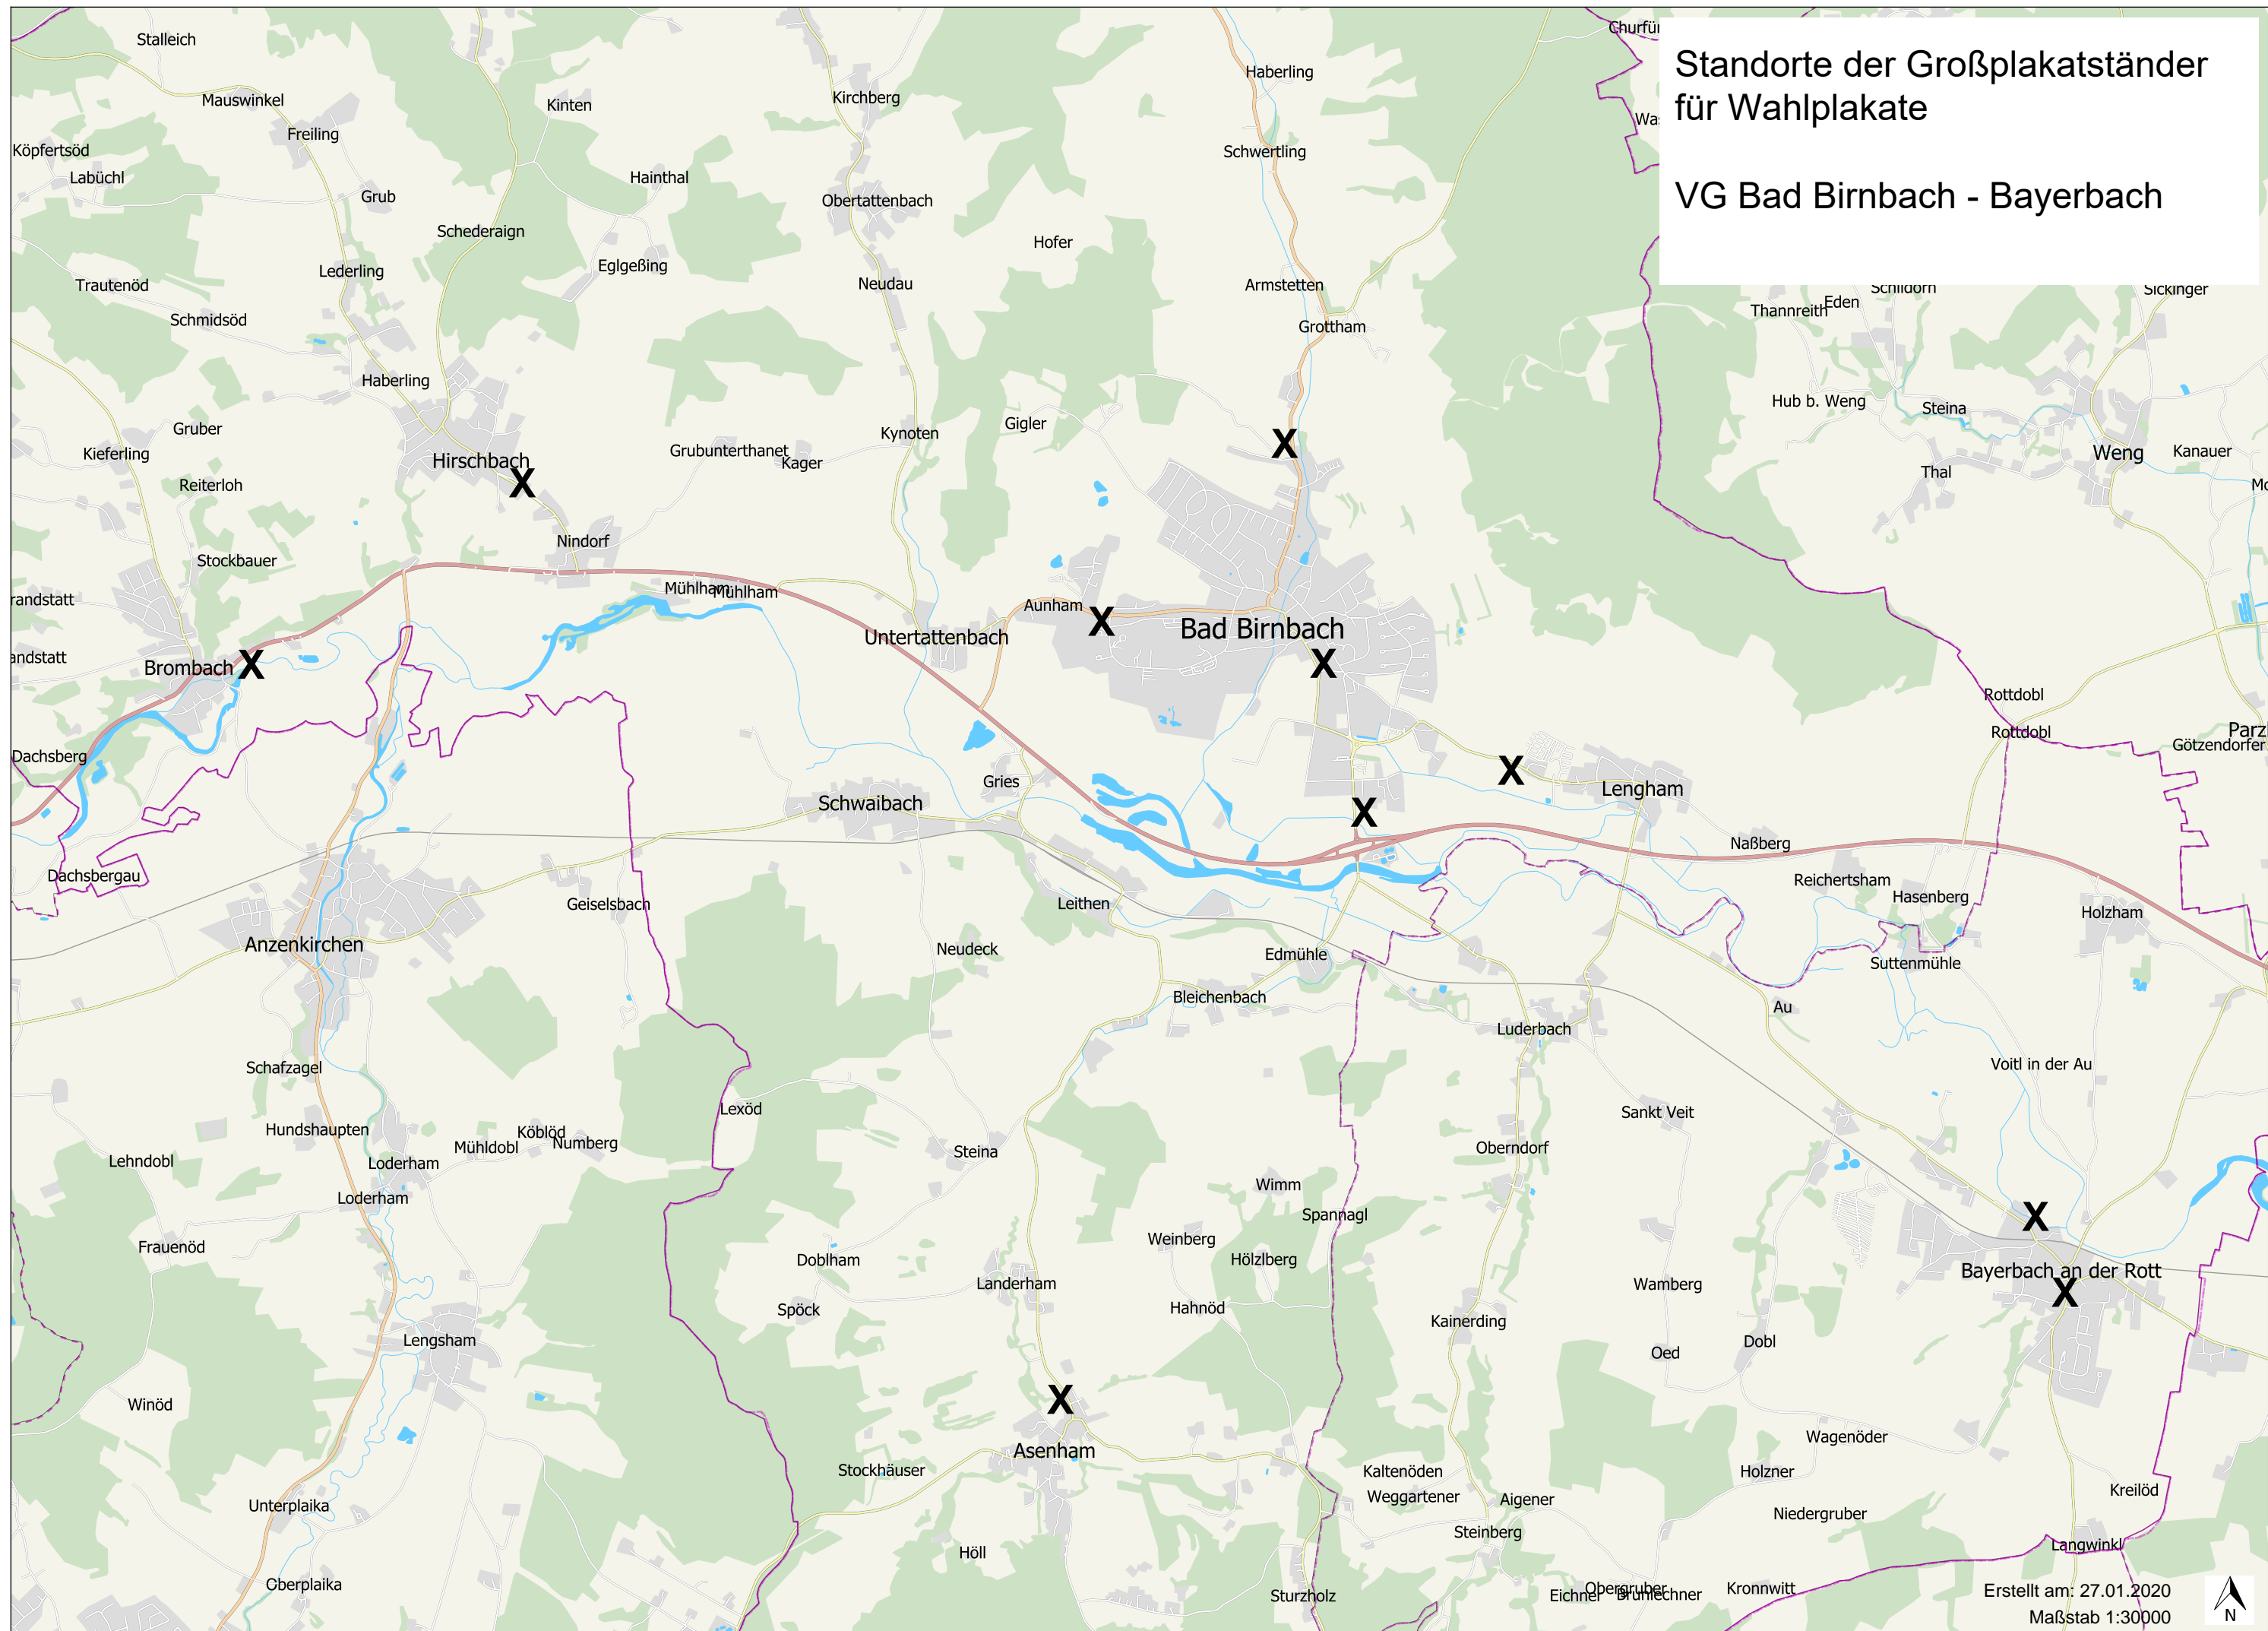 Standorte der Großplakatständer
für Wahlplakate
VG Bad Birnbach - Bayerbach
Stalleich
Mauswinkel
Freiling
Köpfertsöd
Labüchl
Grub
Kinten
Hainthal
Schederaign
Eglgeßing
Lederling
Trautenöd
Schmidsöd
Haberling
Kirchberg
Obertattenbach
Neudau
Hofer
Haberling
Schwertling
Armstetten
Grottham
Thannreith
Eden
Schildorn
Sickinger
Hub b. Weng
Steina
Weng
Kanauer
Thal
Gruber
Kieferling
Reiterloh
Hirschbach
X
Grubunterthanet
Kager
Kynoten
Gigler
X
Nindorf
Stockbauer
Mühlham
Mühlham
Aunham
X
Untertattenbach
Bad Birnbach
X
Brombach
X
randstatt
andstatt
Dachsberg
Rottdobl
Rottdobl
Götzendorfer
Gries
Schwaibach
X
X
Lengham
Naßberg
Dachsbergau
Geiselsbach
Leithen
Reichertsham
Hasenberg
Holzham
Anzenkirchen
Neudeck
Edmühle
Suttenmühle
Bleichenbach
Au
Luderbach
Schafzagel
Voitl in der Au
Lexöd
Sankt Veit
Hundshaupten
Köblöd
Mühldobl
Numberg
Lehndobl
Loderham
Loderham
Steina
Oberndorf
Wimm
Spannagl
X
Frauenöd
Weinberg
Doblham
Hölzlberg
Bayerbach an der Rott
X
Landerham
Spöck
Hahnöd
Wamberg
Kainerding
Lengsham
Oed
Dobl
Winöd
X
Asenham
Wagenöder
Stockhäuser
Kaltenöden
Holzner
Weggartener
Aigener
Kreilöd
Unterplaika
Niedergruber
Steinberg
Langwinkl
Höll
Oberplaika
Sturzholz
Eichner
Obergruber
Brunlechner
Kronnwitt
Erstellt am: 27.01.2020
Maßstab 1:30000
N